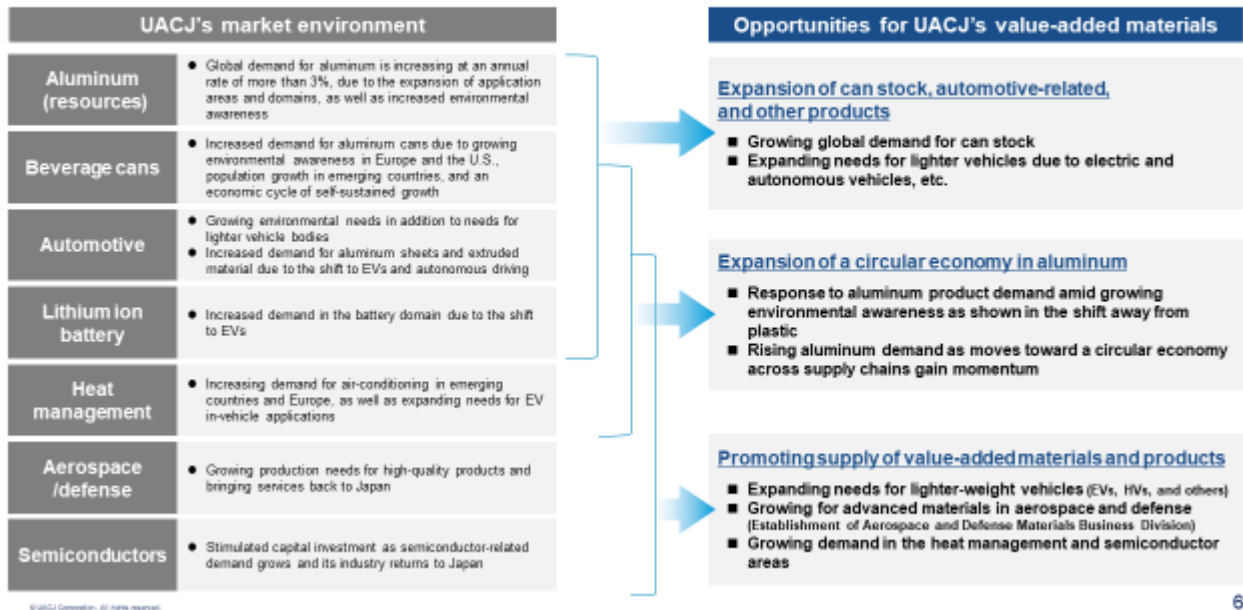 UACJ's market environment
Aluminum
(resources)
● Global demand for aluminum is increasing at an annual
rate of more than 3%, due to the expansion of application
areas and domains, as well as increased environmental
awareness
Beverage cans
● Increased demand for aluminum cans due to growing
environmental awareness in Europe and the U.S.,
population growth in emerging countries, and an
economic cycle of self-sustained growth
Automotive
● Growing environmental needs in addition to needs for
lighter vehicle bodies
● Increased demand for aluminum sheets and extruded
material due to the shift to EVs and autonomous driving
Lithium ion
battery
● Increased demand in the battery domain due to the shift
to EVs
Heat
management
● Increasing demand for air-conditioning in emerging
countries and Europe, as well as expanding needs for EV
in-vehicle applications
Aerospace
/defense
● Growing production needs for high-quality products and
bringing services back to Japan
Semiconductors
● Stimulated capital investment as semiconductor-related
demand grows and its industry returns to Japan
Opportunities for UACJ's value-added materials
Expansion of can stock, automotive-related,
and other products
■ Growing global demand for can stock
■ Expanding needs for lighter vehicles due to electric and
autonomous vehicles, etc.
Expansion of a circular economy in aluminum
■ Response to aluminum product demand amid growing
environmental awareness as shown in the shift away from
plastic
■ Rising aluminum demand as moves toward a circular economy
across supply chains gain momentum
Promoting supply of value-added materials and products
■ Expanding needs for lighter-weight vehicles (EVs, HVs, and others)
■ Growing for advanced materials in aerospace and defense
(Establishment of Aerospace and Defense Materials Business Division)
■ Growing demand in the heat management and semiconductor
areas
© UACJ Corporation. All rights reserved.
6